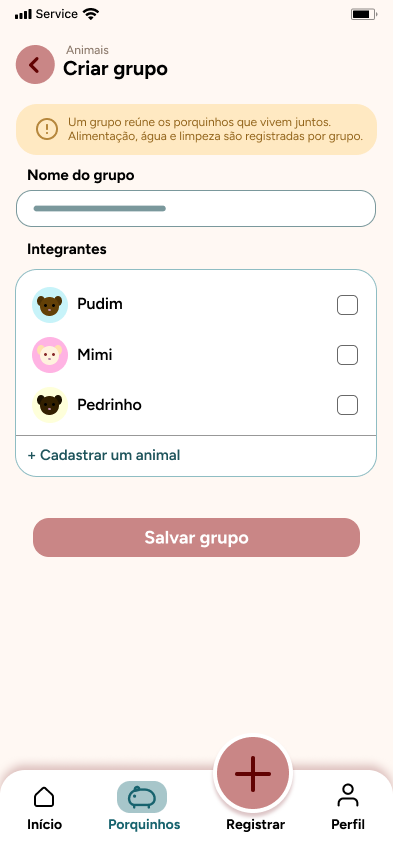 Service
Animais
Criar grupo
Um grupo reúne os porquinhos que vivem juntos.
Alimentação, água e limpeza são registradas por grupo.
Nome do grupo
Integrantes
Pudim
Mimi
Pedrinho
+ Cadastrar um animal
Salvar grupo
Início
Porquinhos
Registrar
Perfil